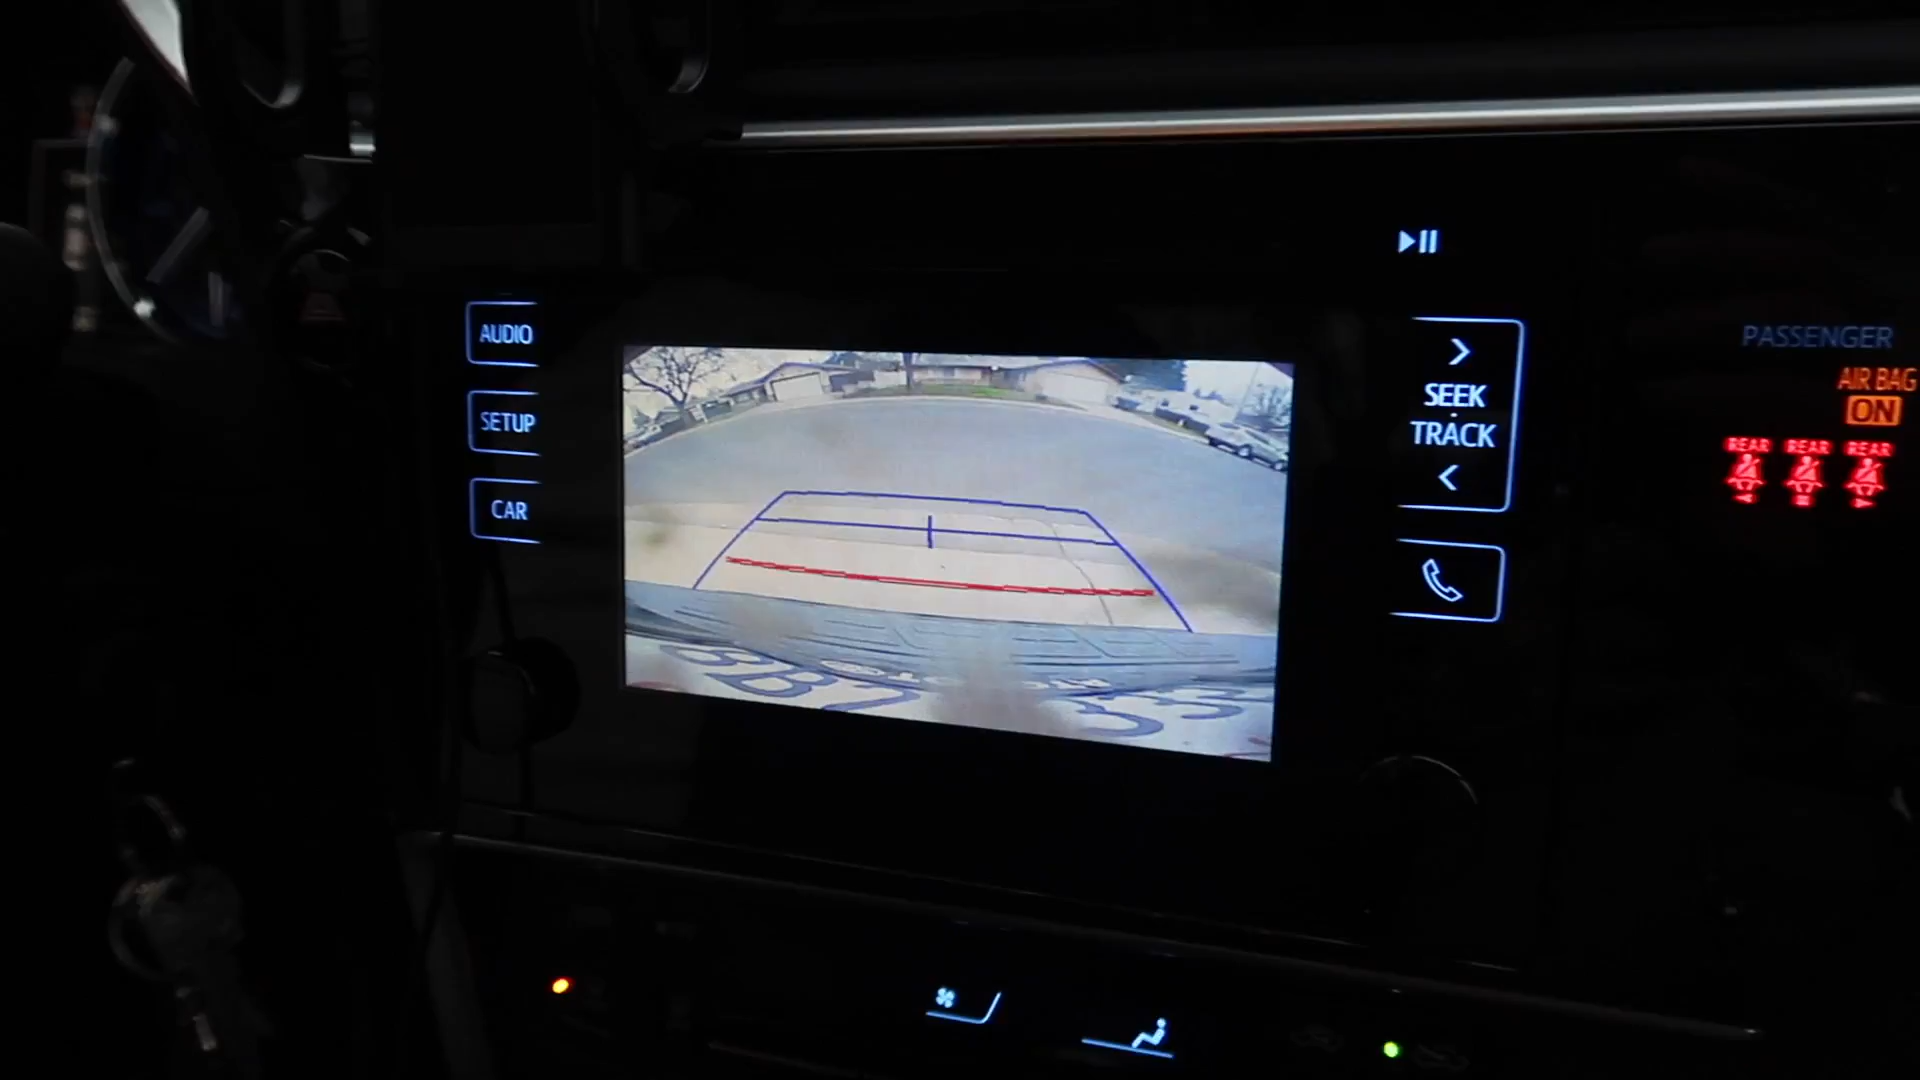 AUDIO
SETUP
CAR
SEEK
TRACK
PASSENGER
AIR BAG
ON
REAR REAR REAR